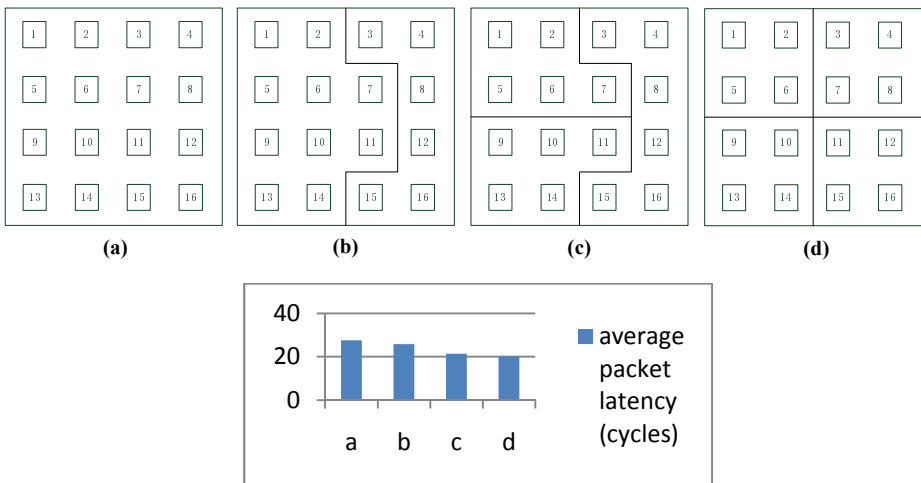 1 2 3 4
5 6 7 8
9 10 11 12
13 14 15 16
(a)
1 2 3 4
5 6 7 8
9 10 11 12
13 14 15 16
(b)
1 2 3 4
5 6 7 8
9 10 11 12
13 14 15 16
(c)
1 2 3 4
5 6 7 8
9 10 11 12
13 14 15 16
(d)
40
20
0
a b c d
average
packet
latency
(cycles)